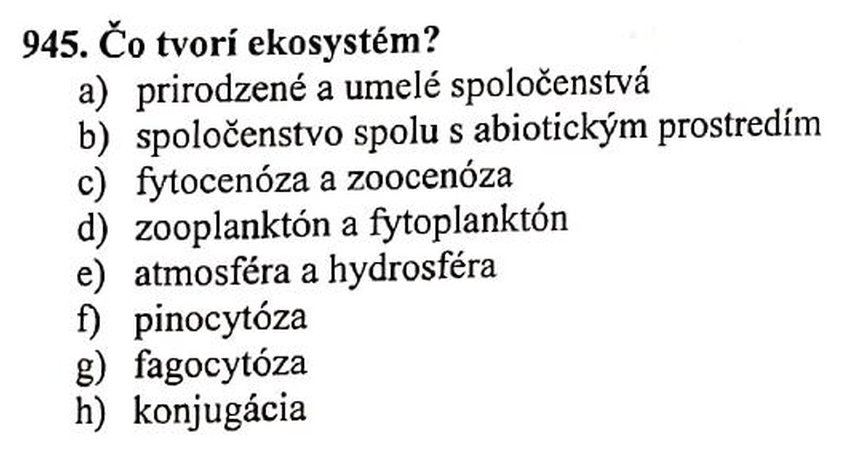 945. Čo tvorí ekosystém?
a) prirodzené a umelé spoločenstvá
b) spoločenstvo spolu s abiotickým prostredím
c) fytocenóza a zoocenóza
d) zooplanktón a fytoplanktón
e) atmosféra a hydrosféra
f) pinocytóza
g) fagocytóza
h) konjugácia